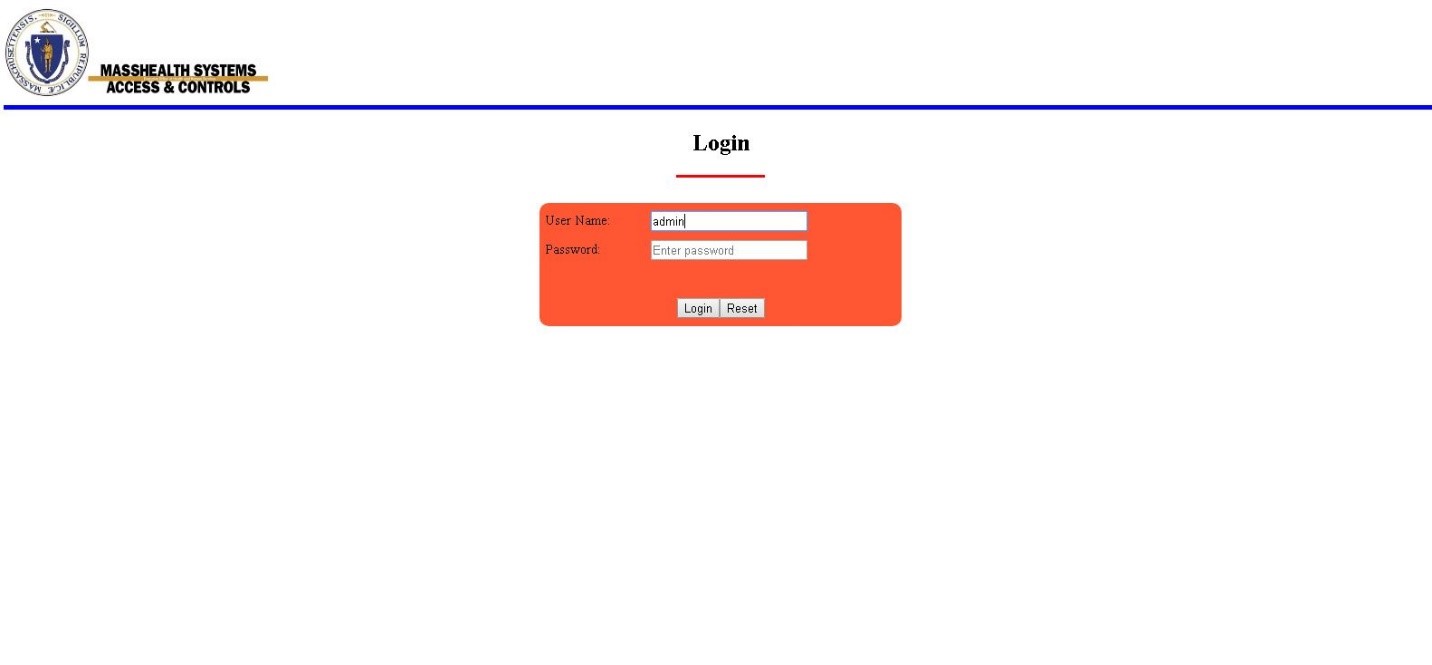 MASSACHUSETTENSIS. SIGILLUM REIPUBLICÆ
MASSHEALTH SYSTEMS
ACCESS & CONTROLS
Login
User Name: admin
Password: Enter password
Login Reset